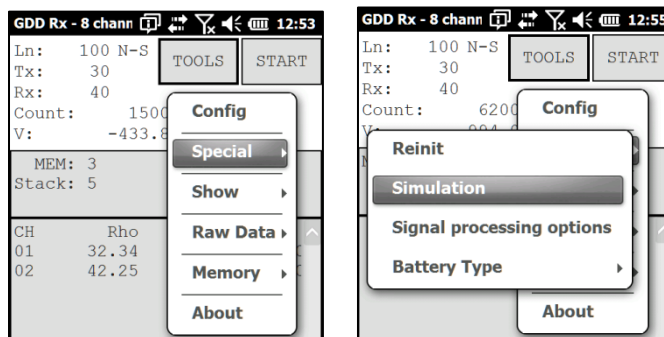 GDD Rx - 8 chann 12:53
Ln: 100 N-S
Tx: 30
Rx: 40
Count: 1500
V: -433.8
TOOLS START
MEM: 3
Stack: 5
CH Rho
01 32.34
02 42.25
Config
Special
Show
Raw Data
Memory
About
GDD Rx - 8 chann 12:55
Ln: 100 N-S
Tx: 30
Rx: 40
Count: 6200
TOOLS START
Config
Reinit
Simulation
Signal processing options
Battery Type
About